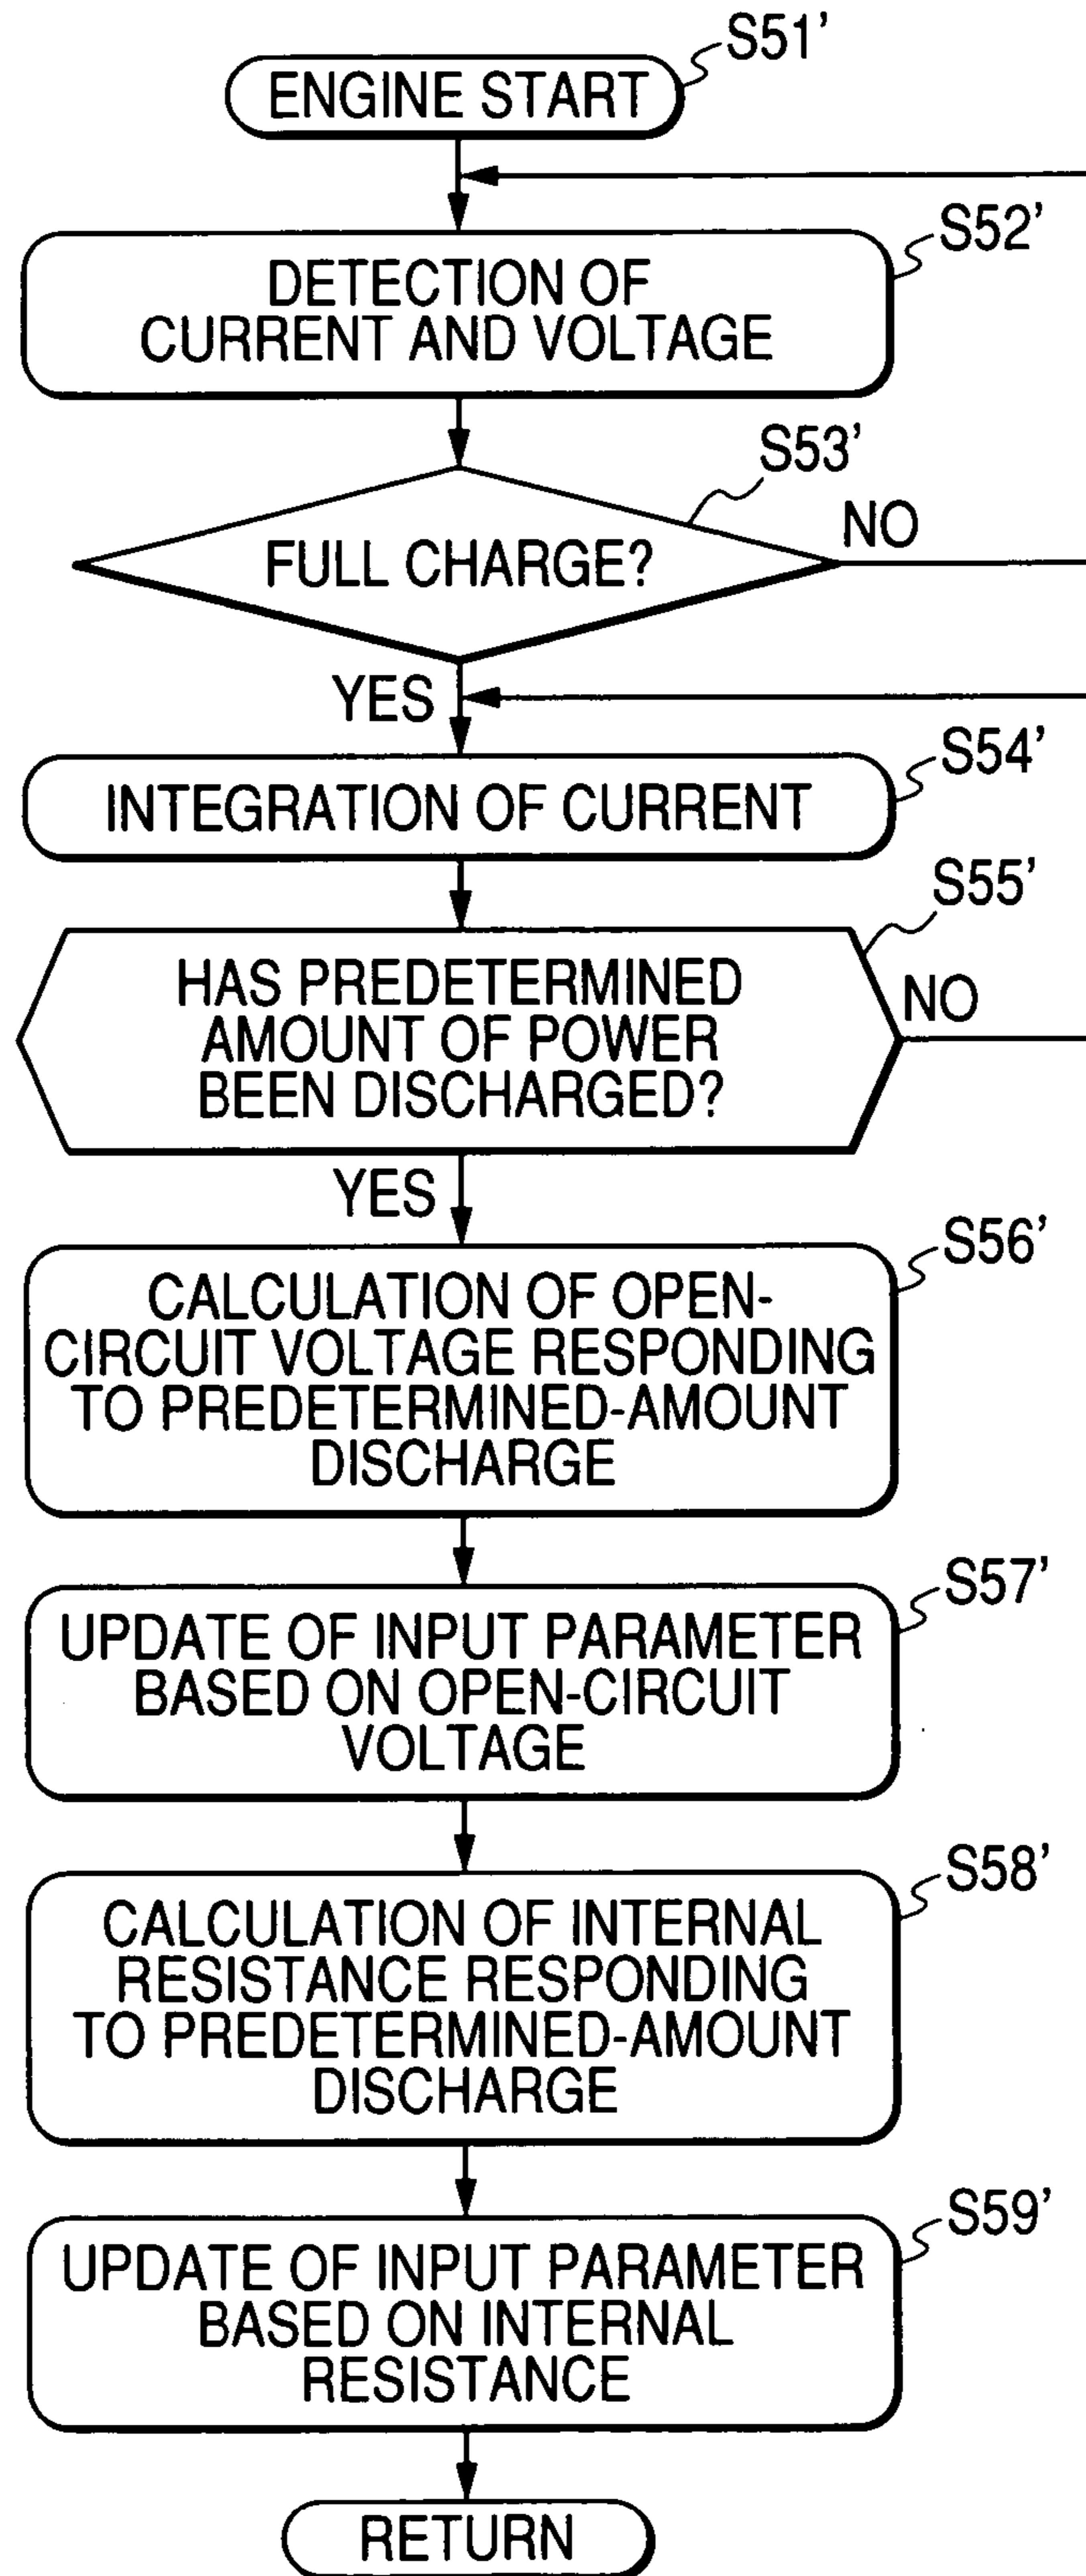 S51'
ENGINE START
S52'
DETECTION OF
CURRENT AND VOLTAGE
S53'
FULL CHARGE?
NO
YES
S54'
INTEGRATION OF CURRENT
S55'
HAS PREDETERMINED
AMOUNT OF POWER
BEEN DISCHARGED?
NO
YES
S56'
CALCULATION OF OPEN-
CIRCUIT VOLTAGE RESPONDING
TO PREDETERMINED-AMOUNT
DISCHARGE
S57'
UPDATE OF INPUT PARAMETER
BASED ON OPEN-CIRCUIT
VOLTAGE
S58'
CALCULATION OF INTERNAL
RESISTANCE RESPONDING
TO PREDETERMINED-AMOUNT
DISCHARGE
S59'
UPDATE OF INPUT PARAMETER
BASED ON INTERNAL
RESISTANCE
RETURN